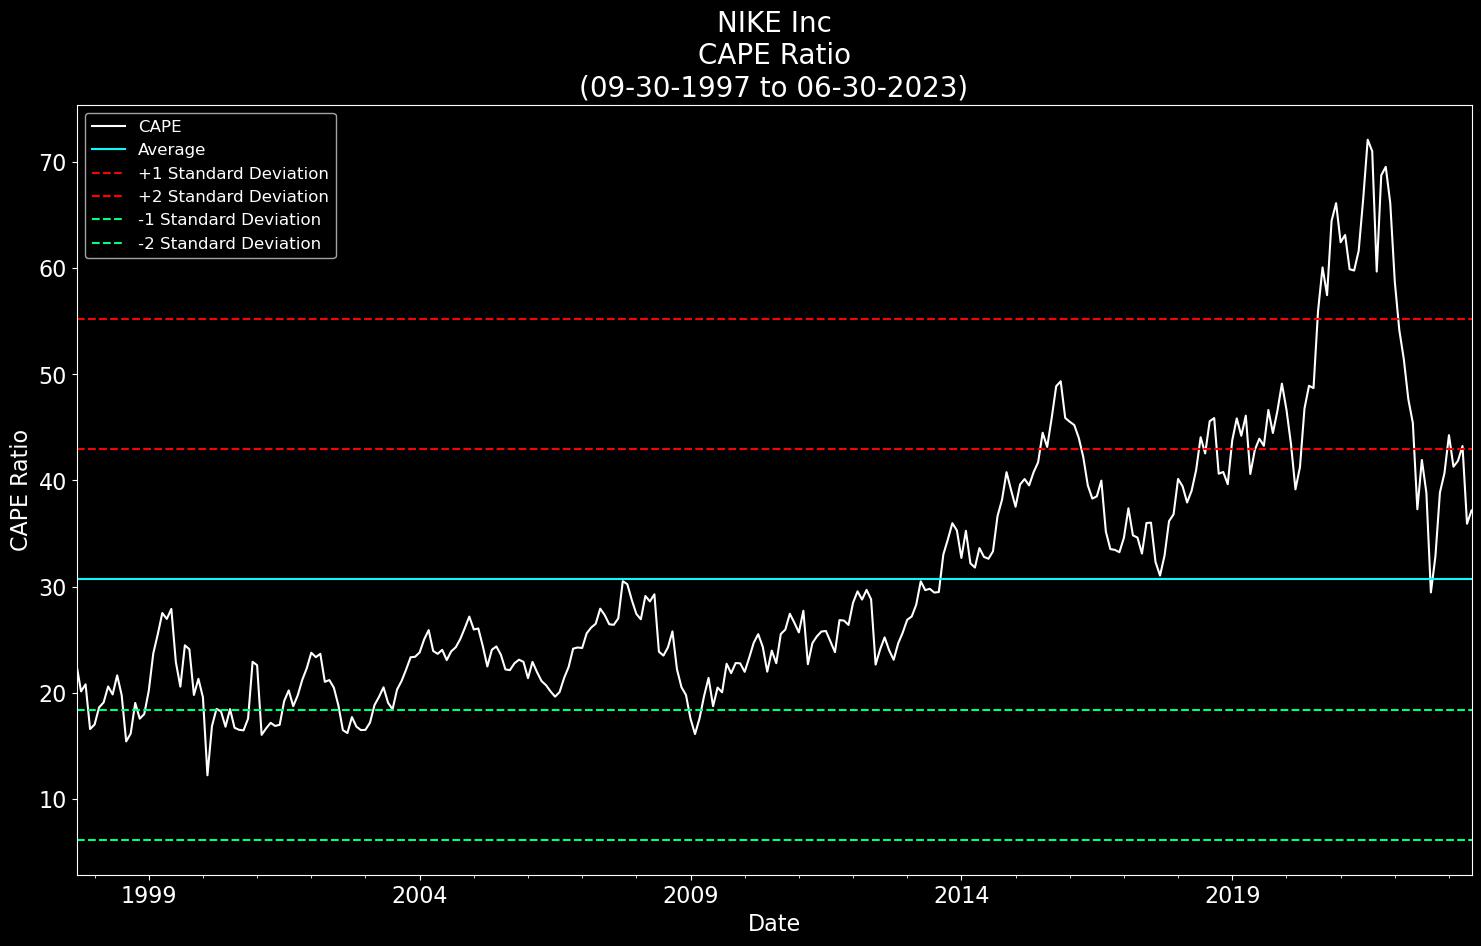 NIKE Inc
CAPE Ratio
(09-30-1997 to 06-30-2023)
CAPE
Average
+1 Standard Deviation
+2 Standard Deviation
-1 Standard Deviation
-2 Standard Deviation
70
60
50
40
30
20
10
CAPE Ratio
1999 2004 2009 2014 2019
Date